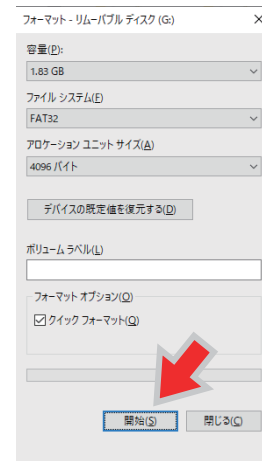 フォーマット - リムーバブル ディスク (G:)
容量(P):
1.83 GB
ファイル システム(F)
FAT32
アロケーション ユニット サイズ(A)
4096 バイト
デバイスの既定値を復元する(D)
ボリューム ラベル(L)
フォーマット オプション(O)
クイック フォーマット(Q)
開始(S) 閉じる(C)